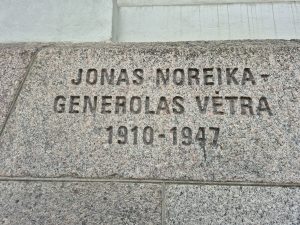 JONAS NOREIKA-
GENEROLAS VĖTRA
1910-1947